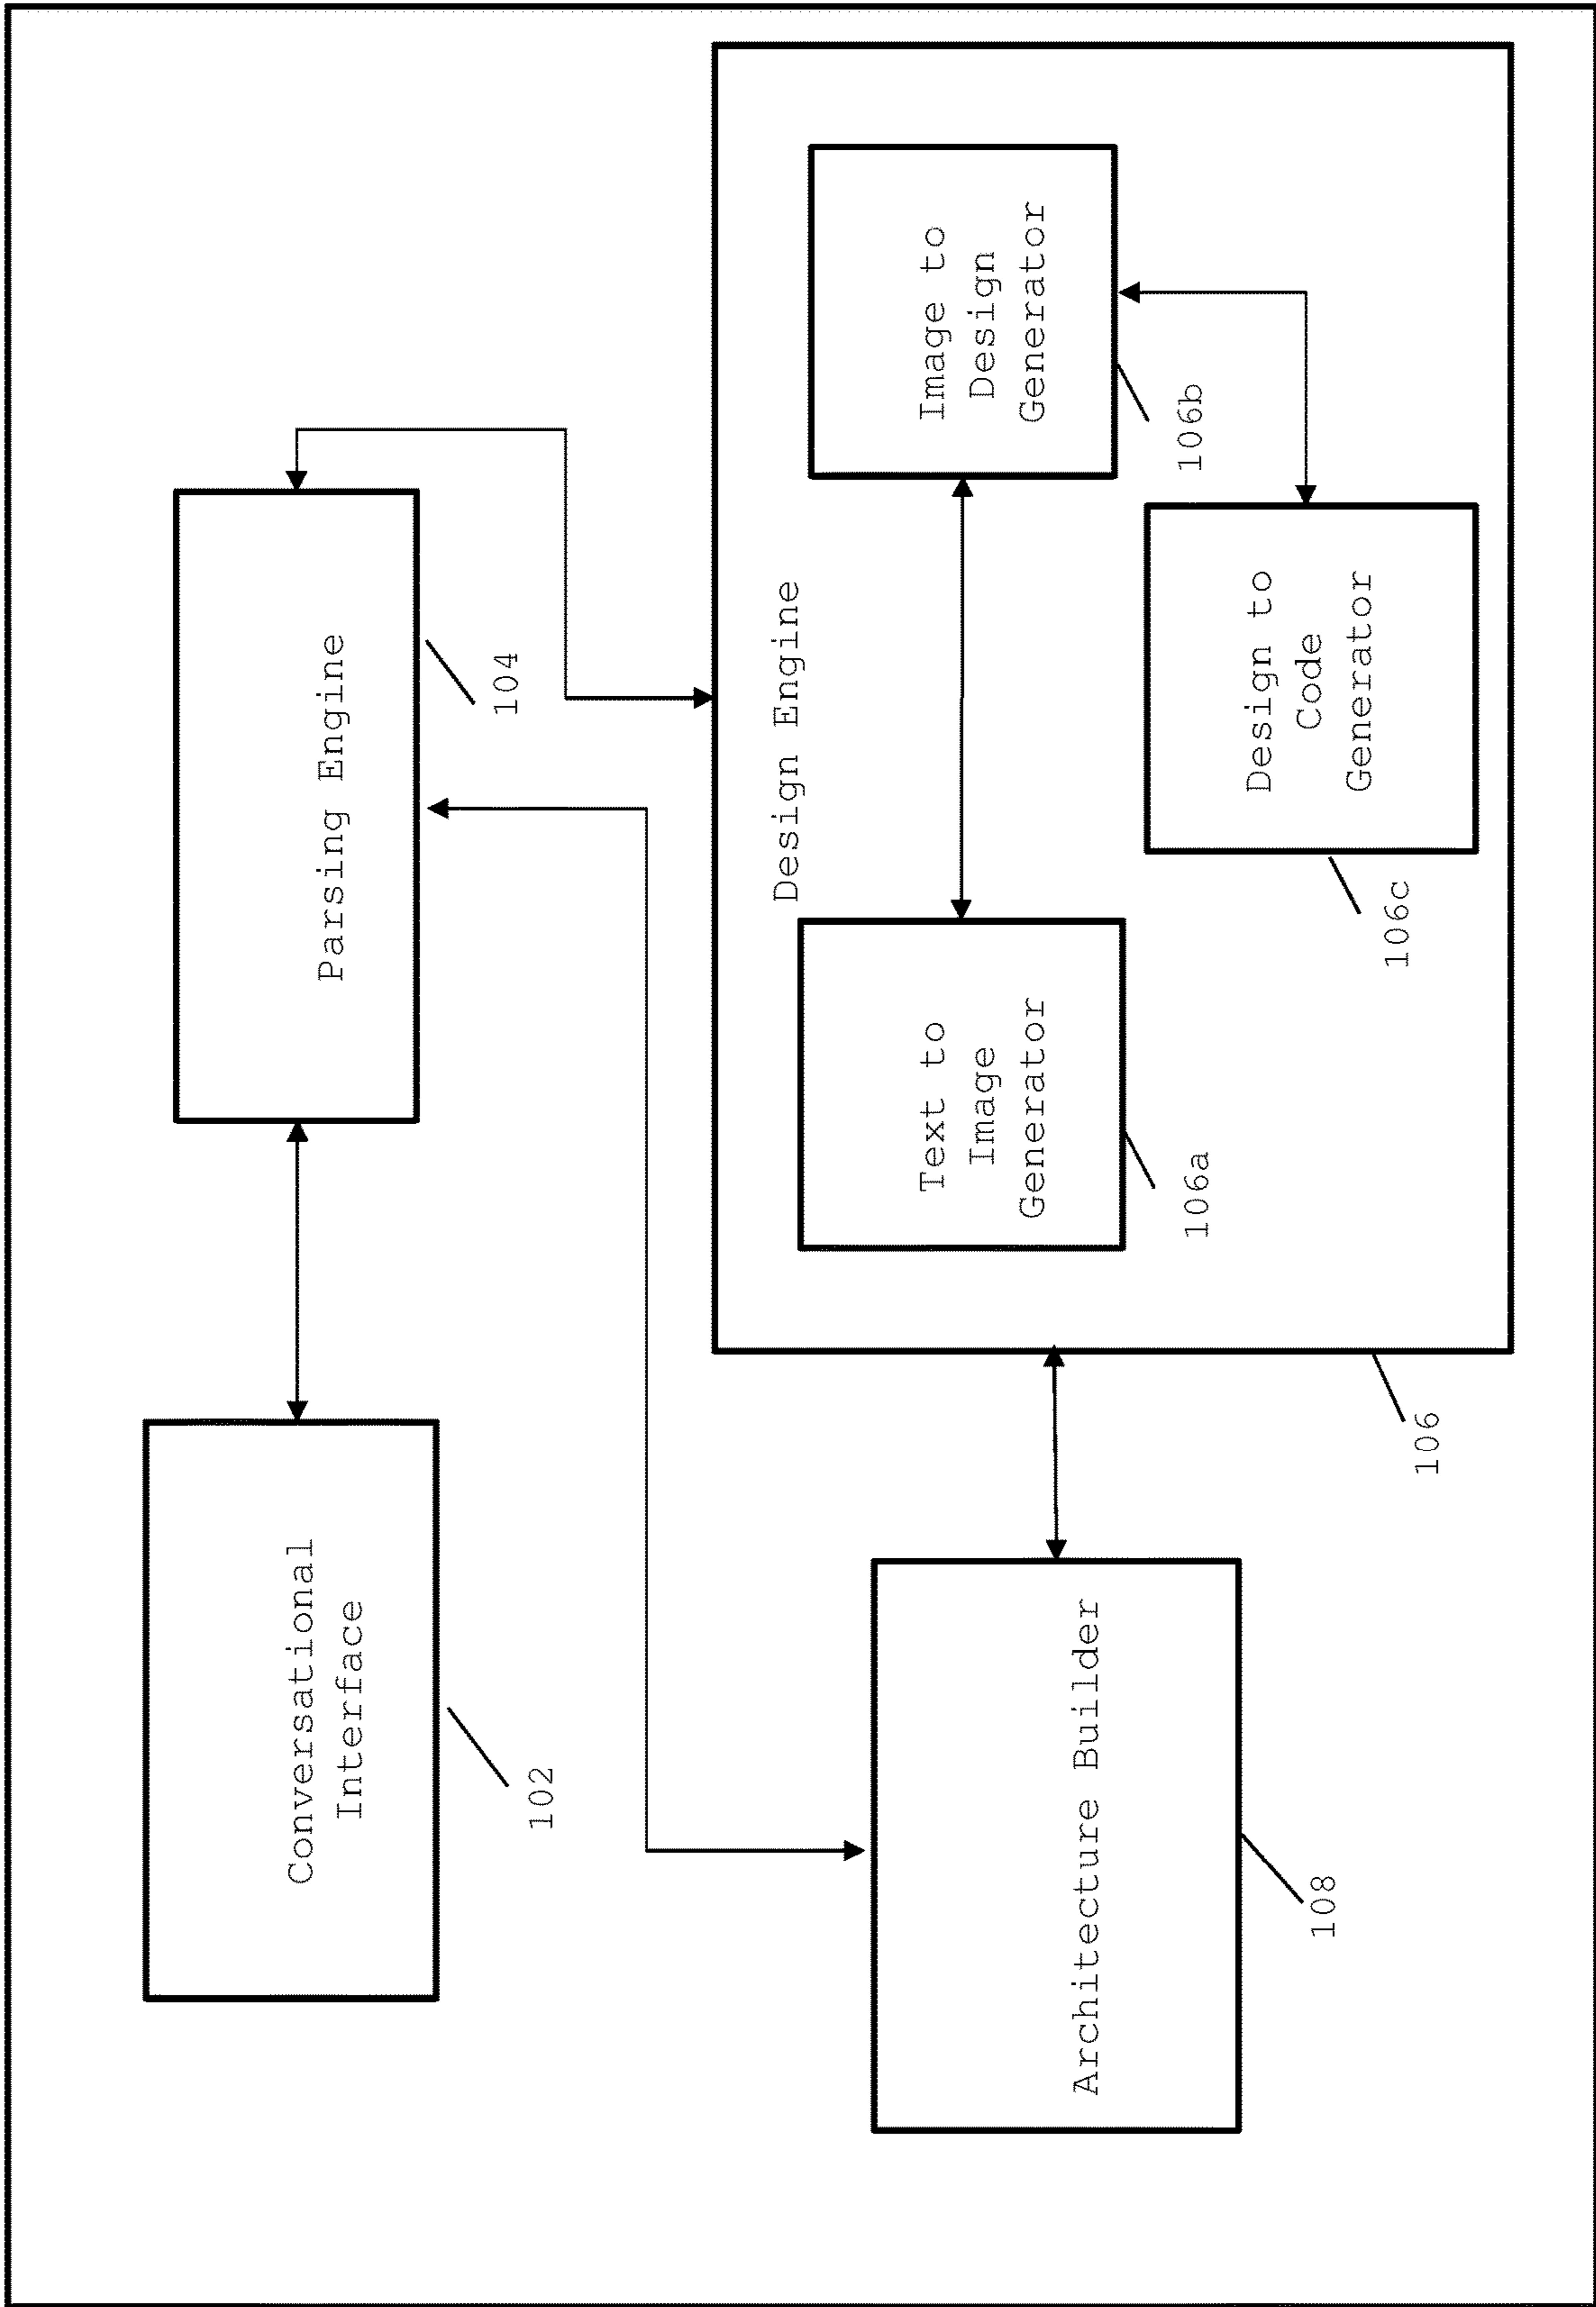 Conversational
Interface
102
Parsing Engine
104
Architecture Builder
108
Design Engine
Text to
Image
Generator
106a
Image to
Design
Generator
106b
Design to
Code
Generator
106c
106